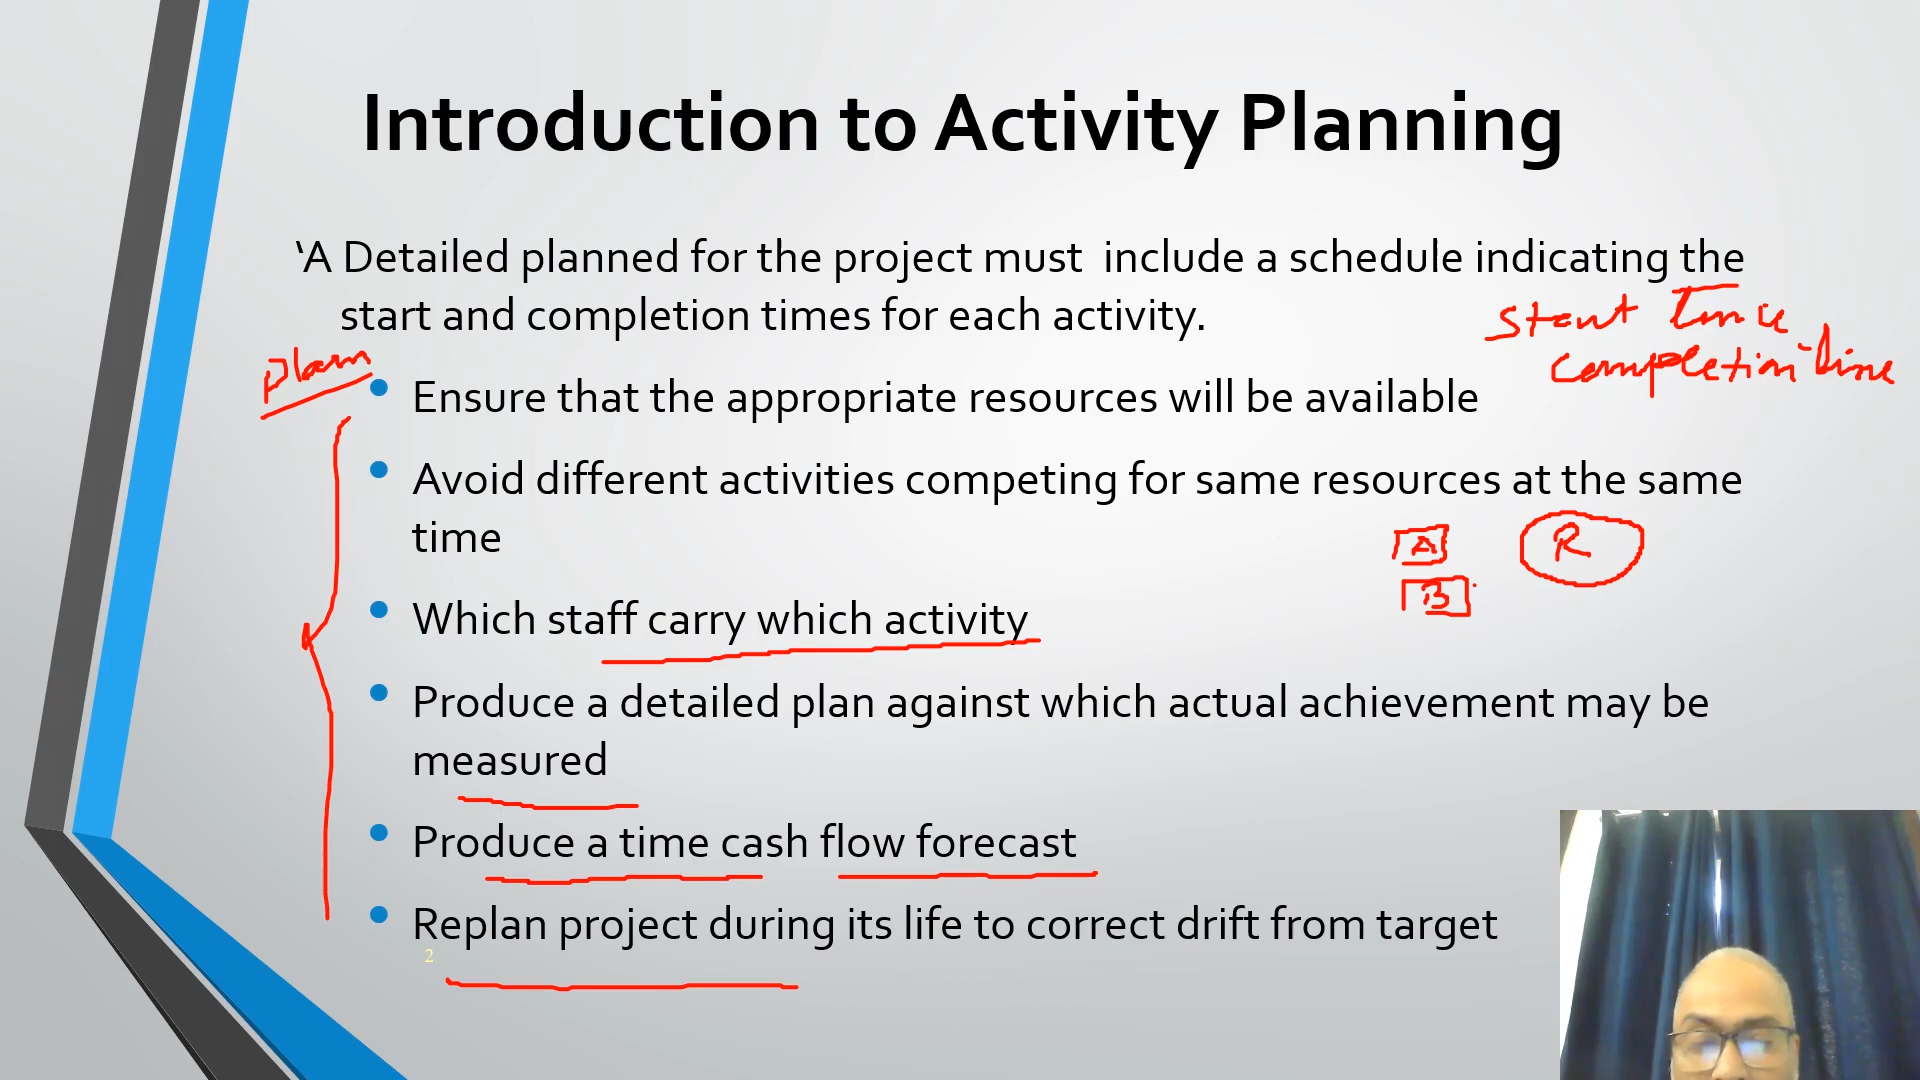 Introduction to Activity Planning
‘A Detailed planned for the project must include a schedule indicating the
start and completion times for each activity.
start time
completion time
plan
Ensure that the appropriate resources will be available
Avoid different activities competing for same resources at the same
time
A
R
B
Which staff carry which activity
Produce a detailed plan against which actual achievement may be
measured
Produce a time cash flow forecast
Replan project during its life to correct drift from target
2